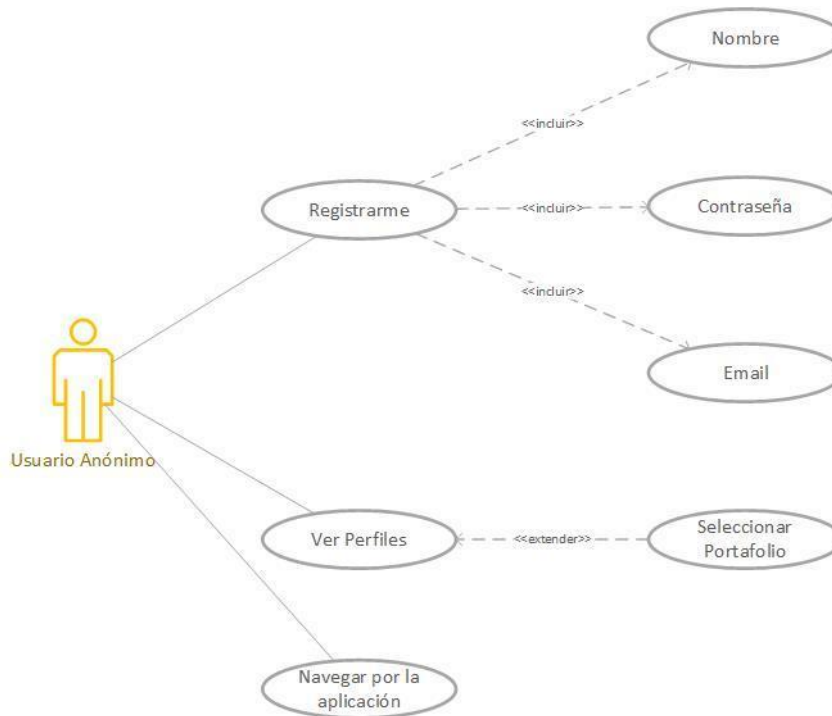 Nombre
<<incluir>>
Registrarme
<<incluir>>
Contraseña
<<incluir>>
Email
Usuario Anónimo
Ver Perfiles
<<extender>>
Seleccionar
Portafolio
Navegar por la
aplicación